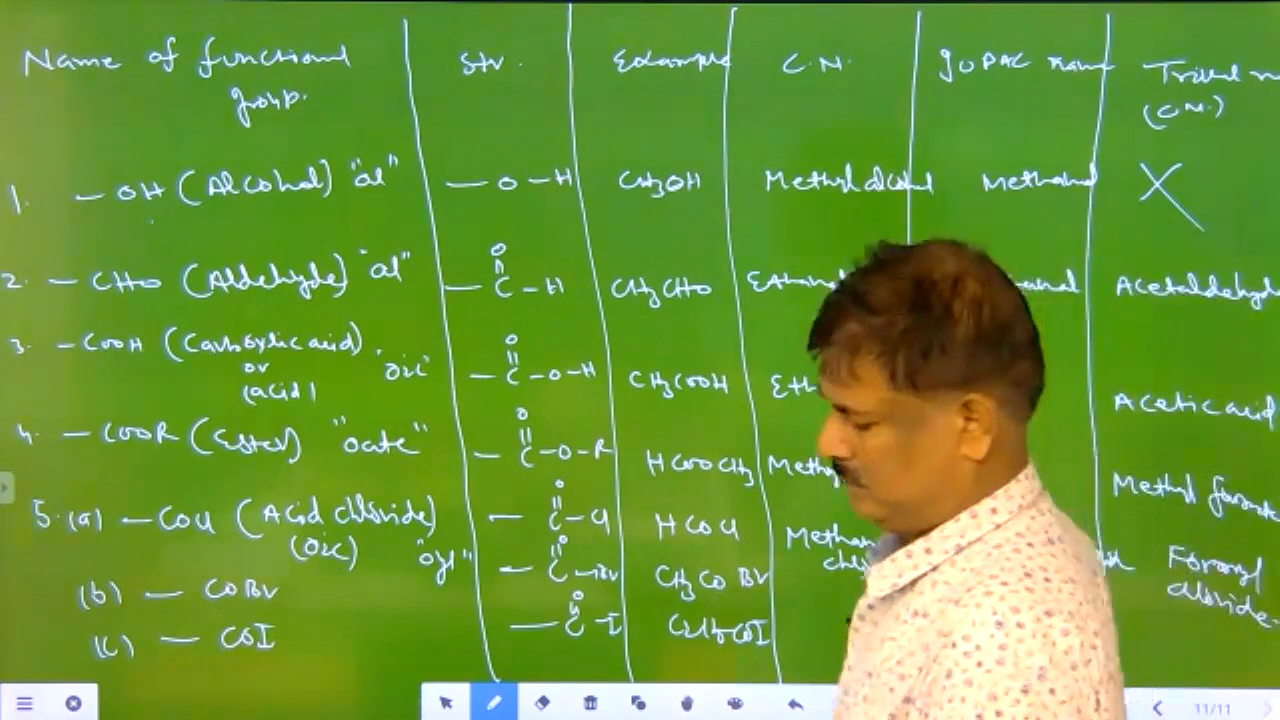 Name of functional group. Str. Example C.N. IUPAC name Trivial n
(C.N.)
1. — OH (Alcohol) "ol" — O — H CH3OH Methyl alcohol Methanol X
2. — CHO (Aldehyde) "al" O || — C — H CH3CHO Acetaldehyde
3. — COOH (Carboxylic acid) or (acid) "oic" O || — C — O — H CH3COOH Acetic acid
4. — COOR (Ester) "oate" O || — C — O — R HCOOCH3 Methyl formate
5. (a) — COCl (Acid chloride) (oic) "oyl" O || — C — Cl HCOCl Formyl chloride
(b) — COBr O || — C — Br CH3COBr
(c) — COI O || — C — I C2H5COI
11/11